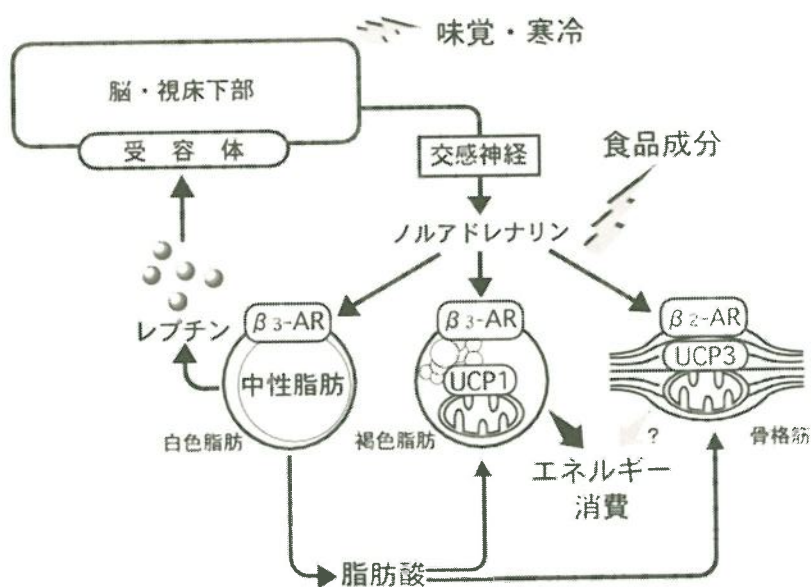 味覚・寒冷
脳・視床下部
受容体
交感神経
食品成分
ノルアドレナリン
レプチン
β3-AR
β3-AR
β2-AR
中性脂肪
UCP1
UCP3
白色脂肪
褐色脂肪
?
骨格筋
エネルギー
消費
脂肪酸